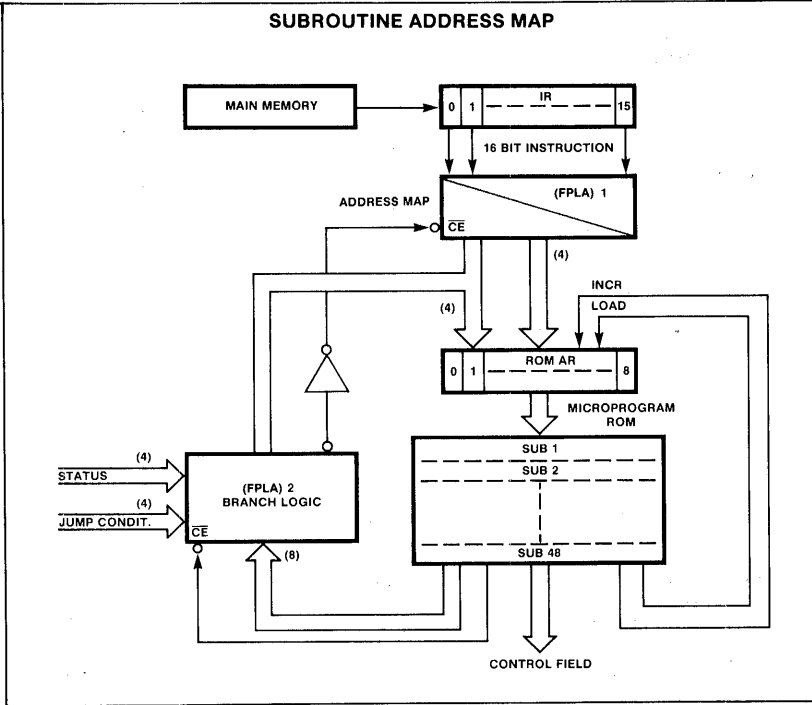 SUBROUTINE ADDRESS MAP
MAIN MEMORY
IR
0 1 15
16 BIT INSTRUCTION
(FPLA) 1
ADDRESS MAP
CE
(4)
INCR
(4)
LOAD
ROM AR
0 1 8
MICROPROGRAM
ROM
SUB 1
SUB 2
SUB 48
(4)
STATUS
(FPLA) 2
BRANCH LOGIC
(4)
JUMP CONDIT.
CE
(8)
CONTROL FIELD